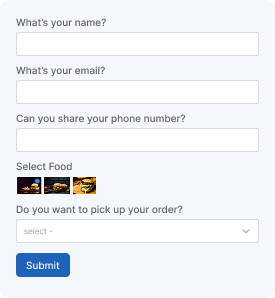 What's your name?
What's your email?
Can you share your phone number?
Select Food
Do you want to pick up your order?
select -
Submit